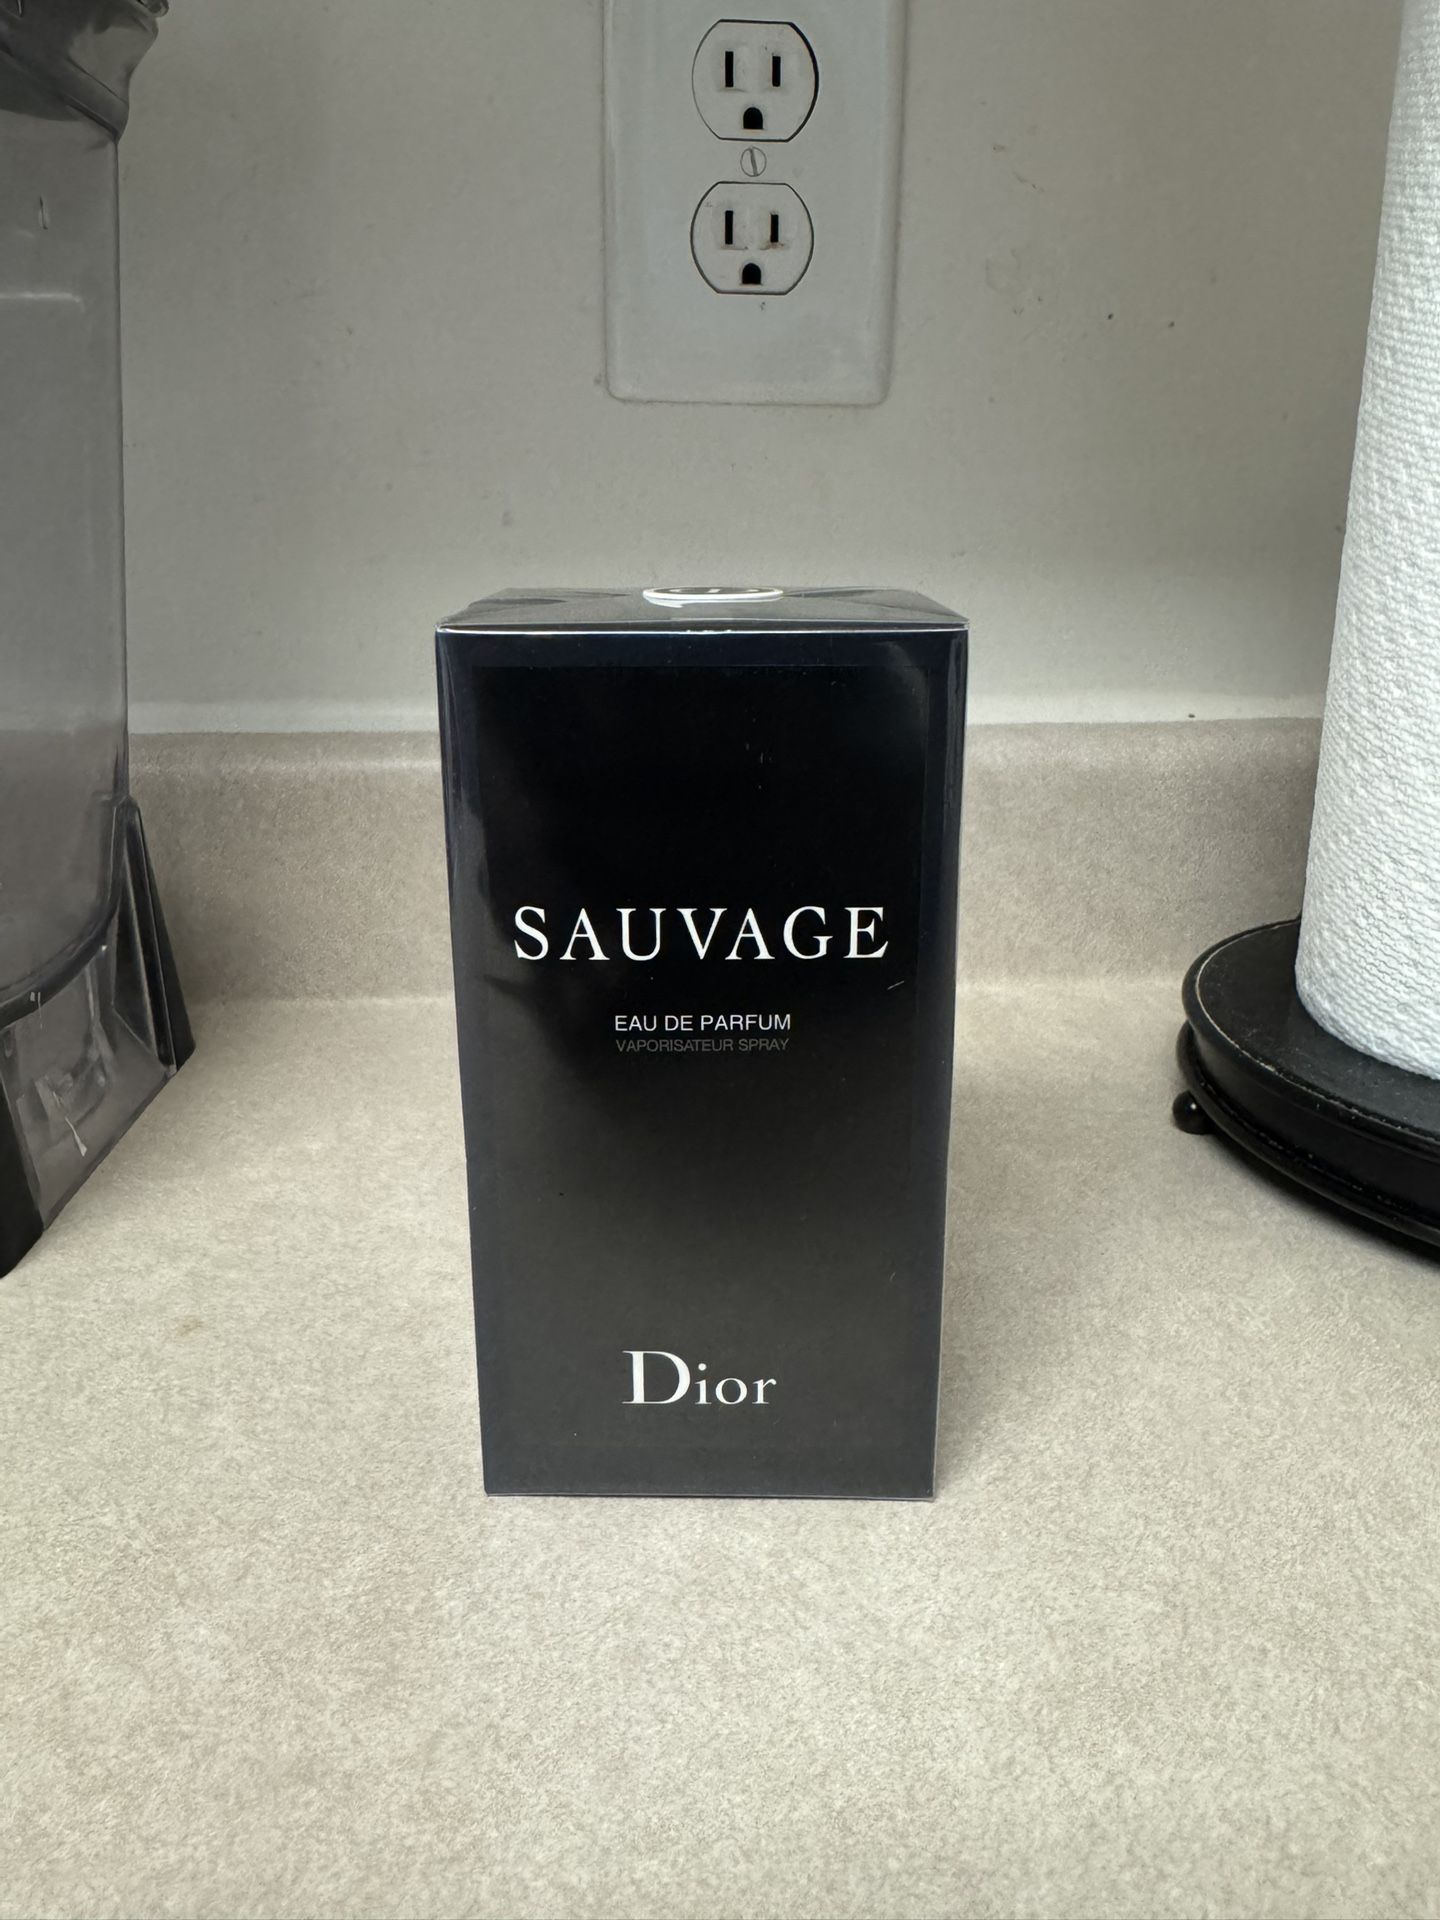 SAUVAGE
EAU DE PARFUM
VAPORISATEUR SPRAY
Dior